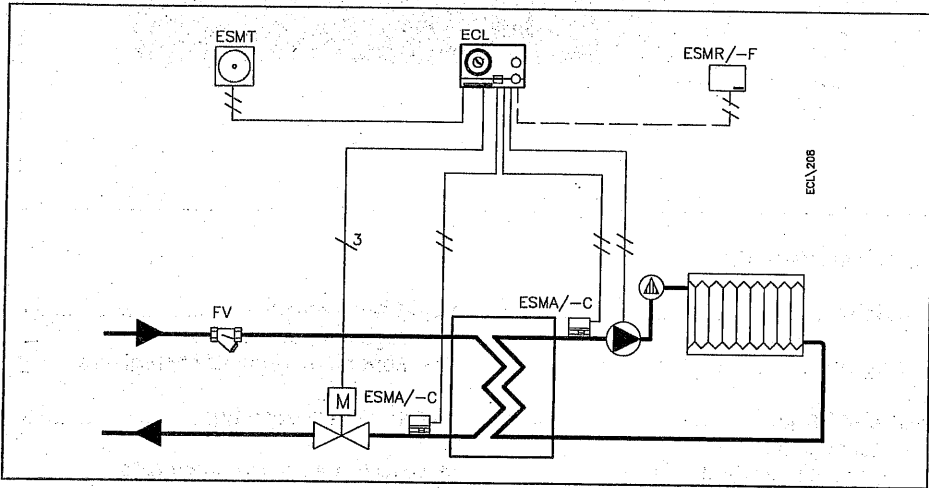 ESMT
ECL
ESMR/-F
ECL\208
3
ESMA/-C
FV
ESMA/-C
M